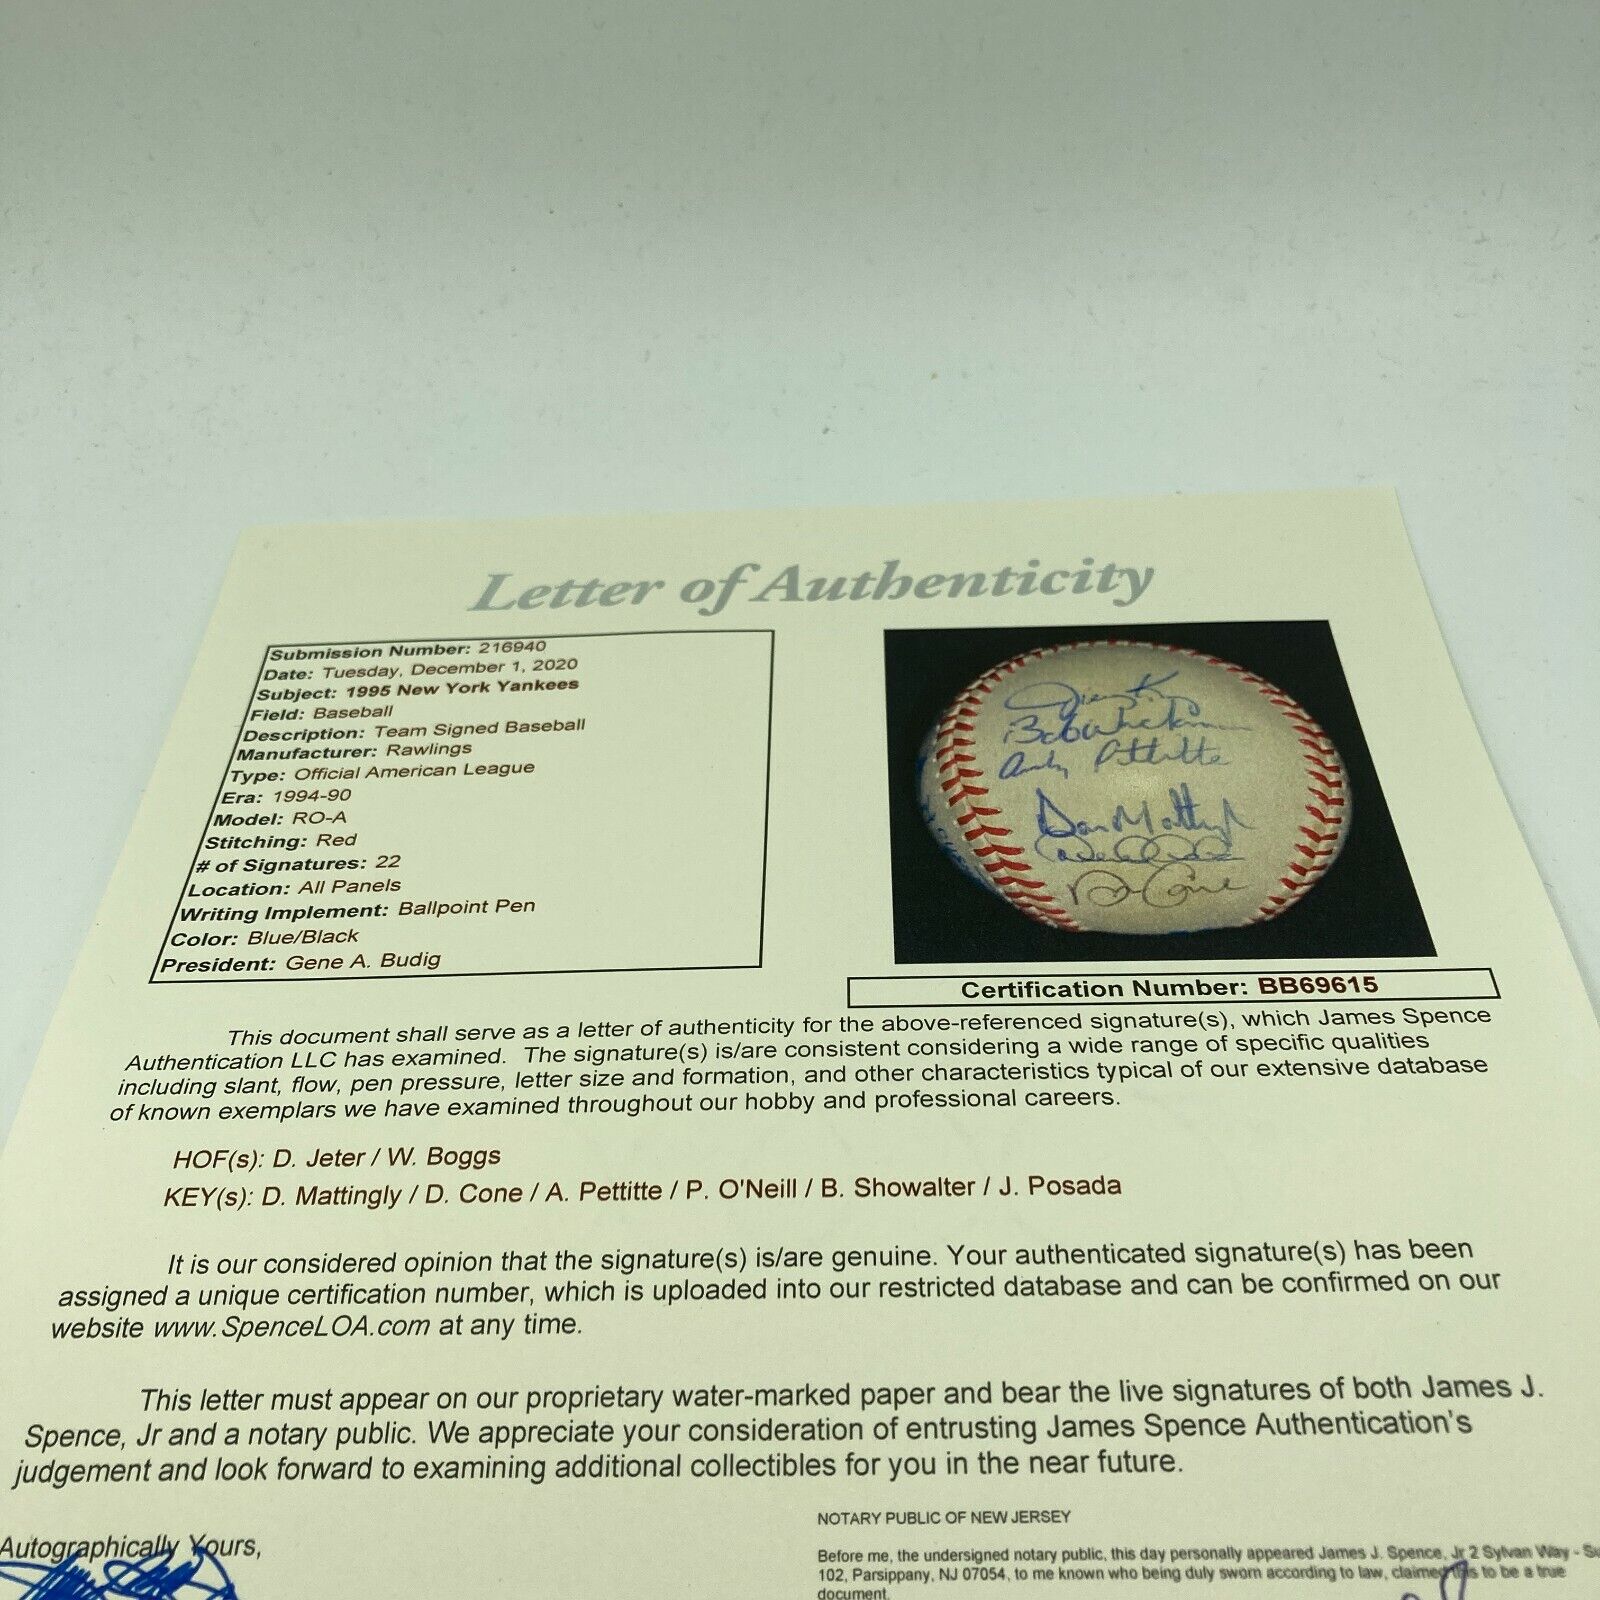 Letter of Authenticity
Submission Number: 216940
Date: Tuesday, December 1, 2020
Subject: 1995 New York Yankees
Field: Baseball
Description: Team Signed Baseball
Manufacturer: Rawlings
Type: Official American League
Era: 1994-90
Model: RO-A
Stitching: Red
# of Signatures: 22
Location: All Panels
Writing Implement: Ballpoint Pen
Color: Blue/Black
President: Gene A. Budig
Jimmy Key
Bob Wickman
Andy Pettitte
Don Mattingly
David Cone
Certification Number: BB69615
This document shall serve as a letter of authenticity for the above-referenced signature(s), which James Spence
Authentication LLC has examined. The signature(s) is/are consistent considering a wide range of specific qualities
including slant, flow, pen pressure, letter size and formation, and other characteristics typical of our extensive database
of known exemplars we have examined throughout our hobby and professional careers.
HOF(s): D. Jeter / W. Boggs
KEY(s): D. Mattingly / D. Cone / A. Pettitte / P. O'Neill / B. Showalter / J. Posada
It is our considered opinion that the signature(s) is/are genuine. Your authenticated signature(s) has been
assigned a unique certification number, which is uploaded into our restricted database and can be confirmed on our
website www.SpenceLOA.com at any time.
This letter must appear on our proprietary water-marked paper and bear the live signatures of both James J.
Spence, Jr and a notary public. We appreciate your consideration of entrusting James Spence Authentication's
judgement and look forward to examining additional collectibles for you in the near future.
Autographically Yours,
NOTARY PUBLIC OF NEW JERSEY
Before me, the undersigned notary public, this day personally appeared James J. Spence, Jr 2 Sylvan Way -
102, Parsippany, NJ 07054, to me known who being duly sworn according to law, claimed this to be a true
document.